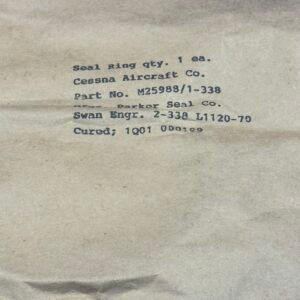 Seal Ring qty. 1 ea.
Cessna Aircraft Co.
Part No. M25988/1-338
Parker Seal Co.
Swan Engr. 2-338 L1120-70
Cured; 1Q01